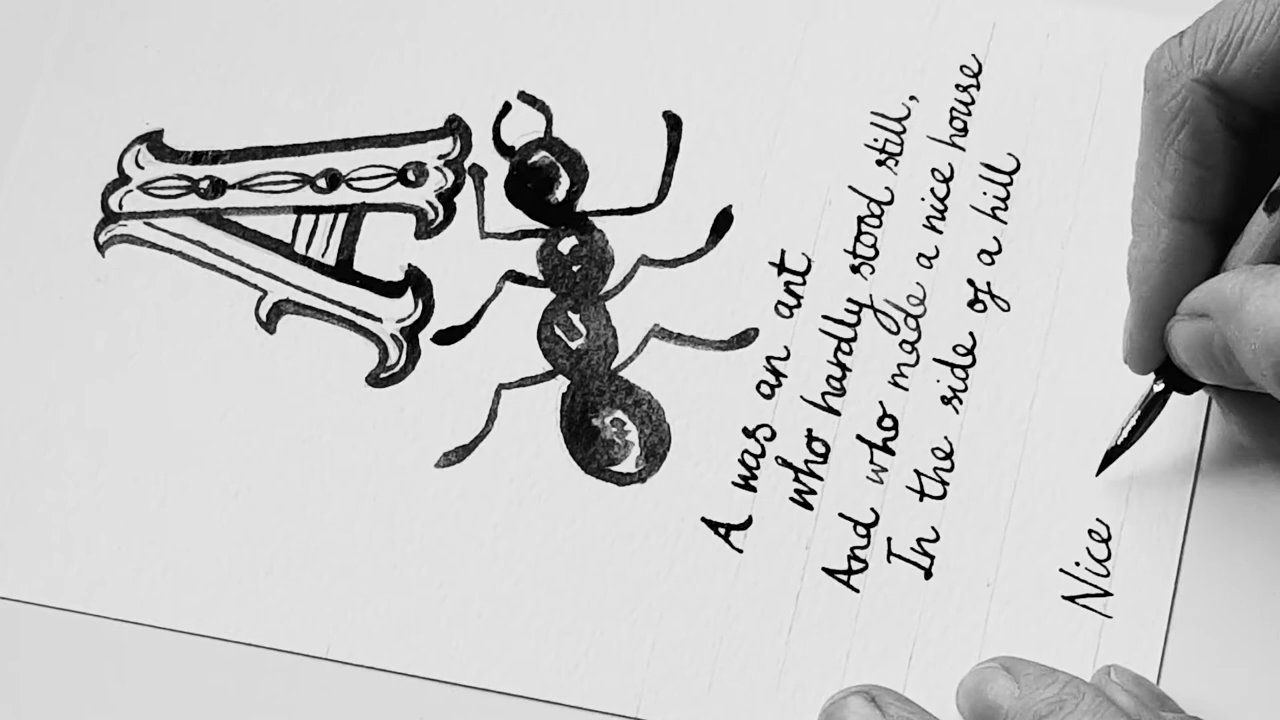 A
A was an ant
who hardly stood still,
And who made a nice house
In the side of a hill
Nice